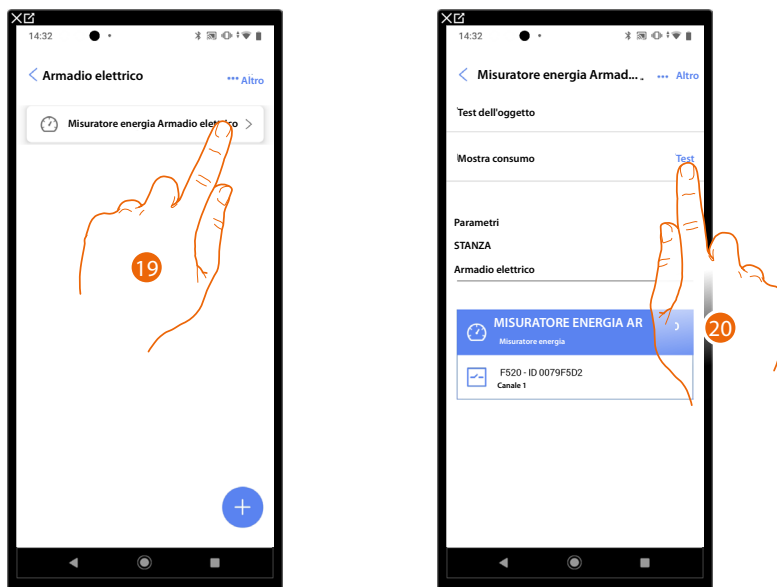 14:32
Armadio elettrico
Altro
Misuratore energia Armadio elettrico
19
14:32
Misuratore energia Armad...
Altro
Test dell'oggetto
Mostra consumo
Test
Parametri
STANZA
Armadio elettrico
MISURATORE ENERGIA AR
Misuratore energia
F520 - ID 0079F5D2
Canale 1
20